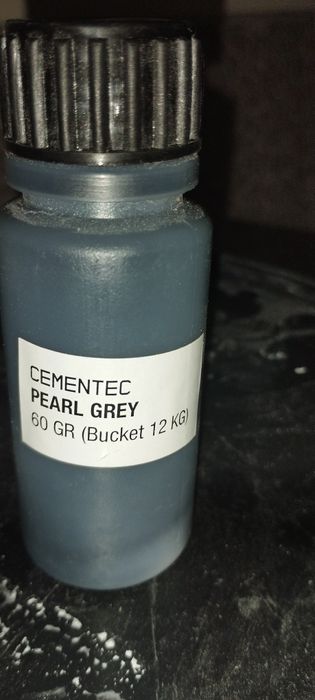 CEMENTEC
PEARL GREY
60 GR (Bucket 12 KG)